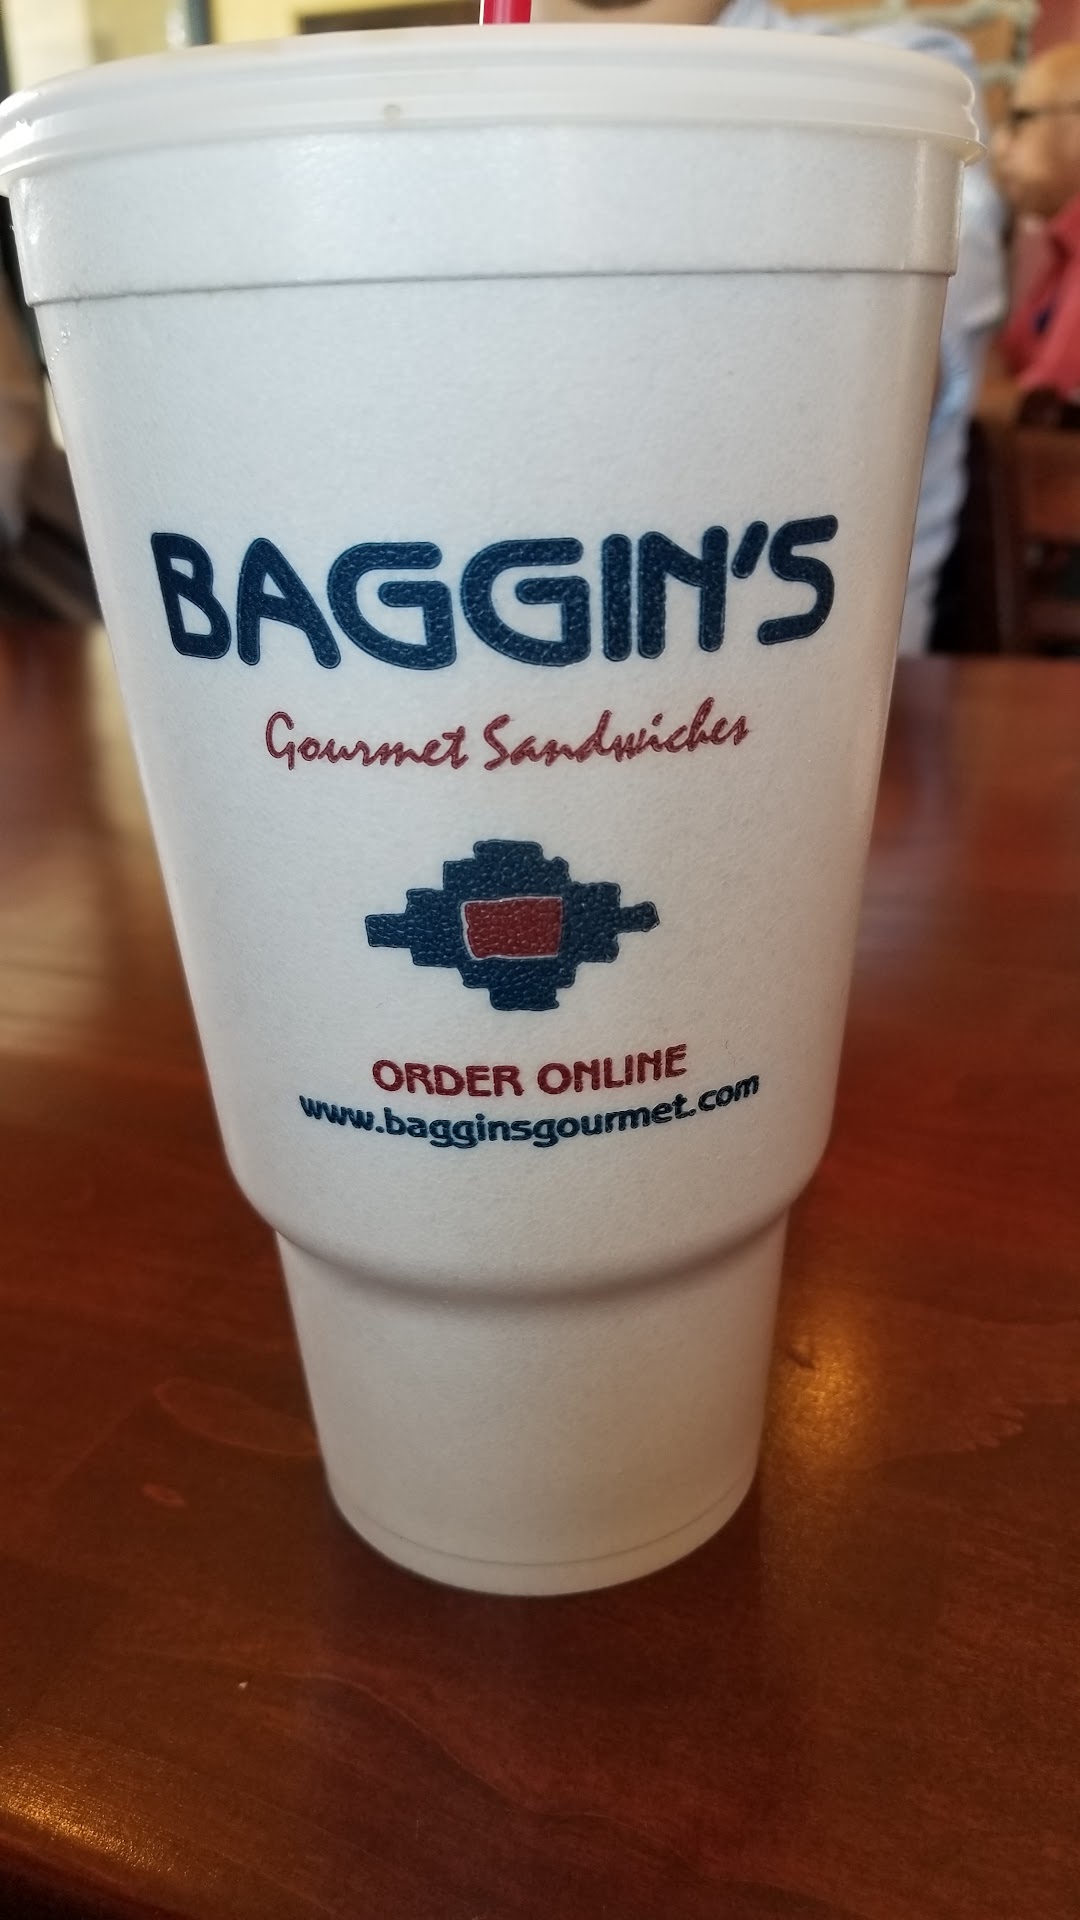 BAGGIN'S
Gourmet Sandwiches
ORDER ONLINE
www.bagginsgourmet.com